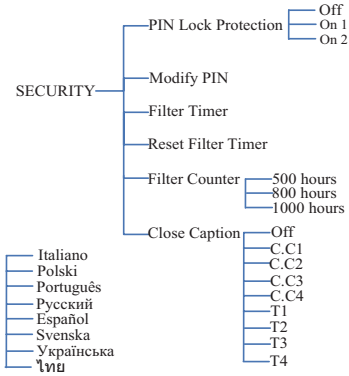 SECURITY
PIN Lock Protection
Off
On 1
On 2
Modify PIN
Filter Timer
Reset Filter Timer
Filter Counter
500 hours
800 hours
1000 hours
Close Caption
Off
C.C1
C.C2
C.C3
C.C4
T1
T2
T3
T4
Italiano
Polski
Português
Русский
Español
Svenska
Українська
ไทย